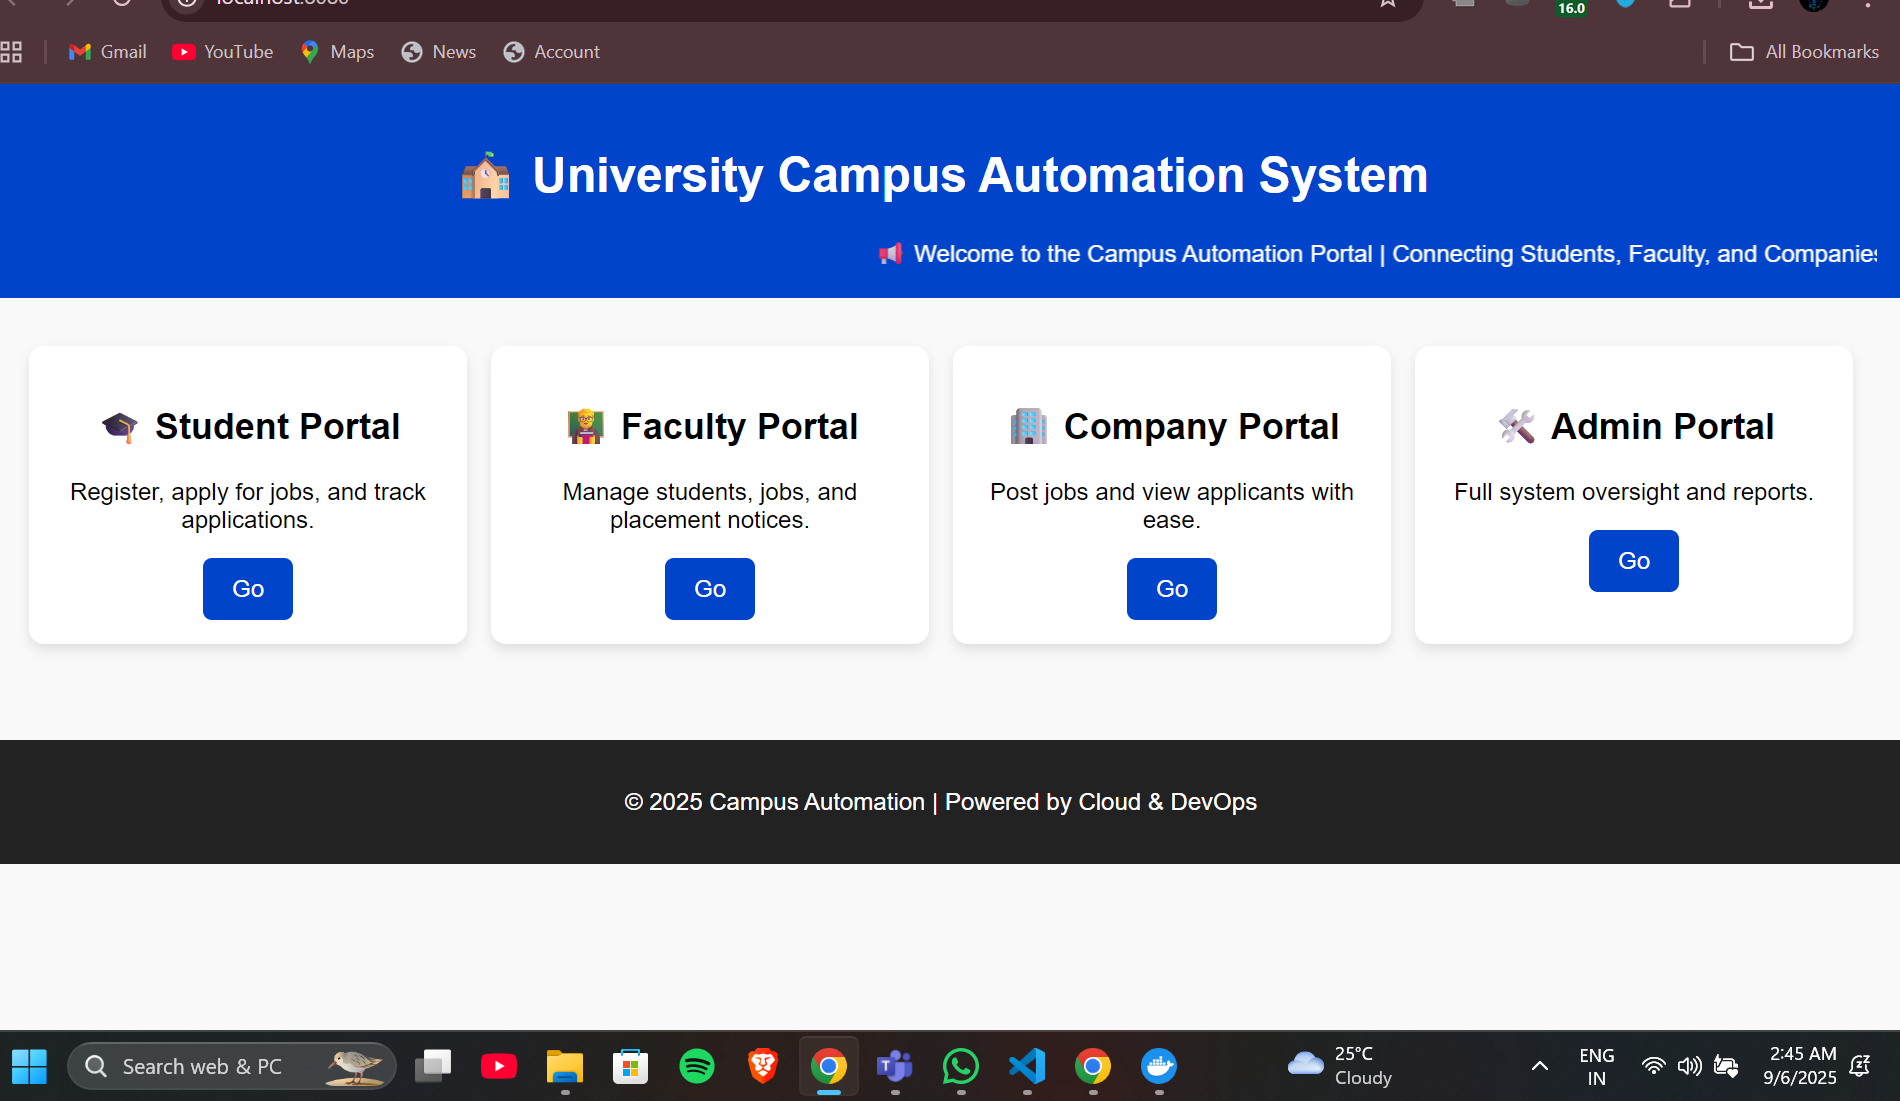 16.0
Gmail
YouTube
Maps
News
Account
All Bookmarks
University Campus Automation System
Welcome to the Campus Automation Portal | Connecting Students, Faculty, and Companies
Student Portal
Register, apply for jobs, and track
applications.
Go
Faculty Portal
Manage students, jobs, and
placement notices.
Go
Company Portal
Post jobs and view applicants with
ease.
Go
Admin Portal
Full system oversight and reports.
Go
© 2025 Campus Automation | Powered by Cloud & DevOps
Search web & PC
25°C
Cloudy
ENG
IN
2:45 AM
9/6/2025